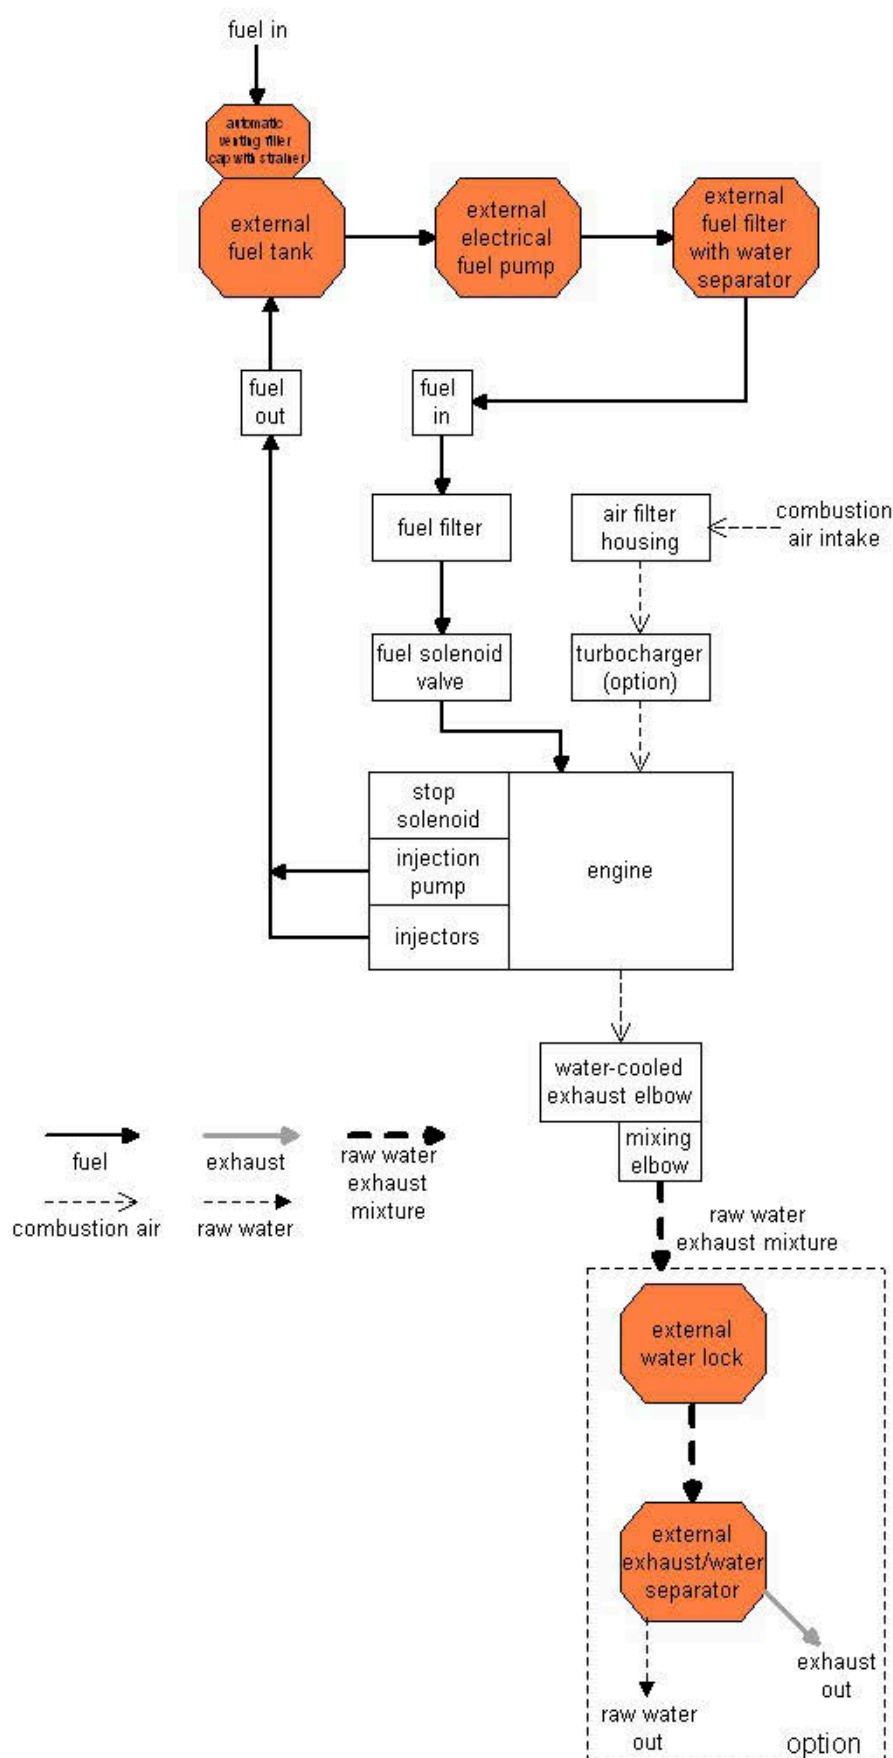 fuel in
automatic
venting filler
cap with strainer
external
fuel tank
external
electrical
fuel pump
external
fuel filter
with water
separator
fuel
out
fuel
in
fuel filter
air filter
housing
combustion
air intake
fuel solenoid
valve
turbocharger
(option)
stop
solenoid
injection
pump
injectors
engine
water-cooled
exhaust elbow
mixing
elbow
fuel
exhaust
raw water
exhaust
mixture
combustion air
raw water
raw water
exhaust mixture
external
water lock
external
exhaust/water
separator
exhaust
out
raw water
out
option